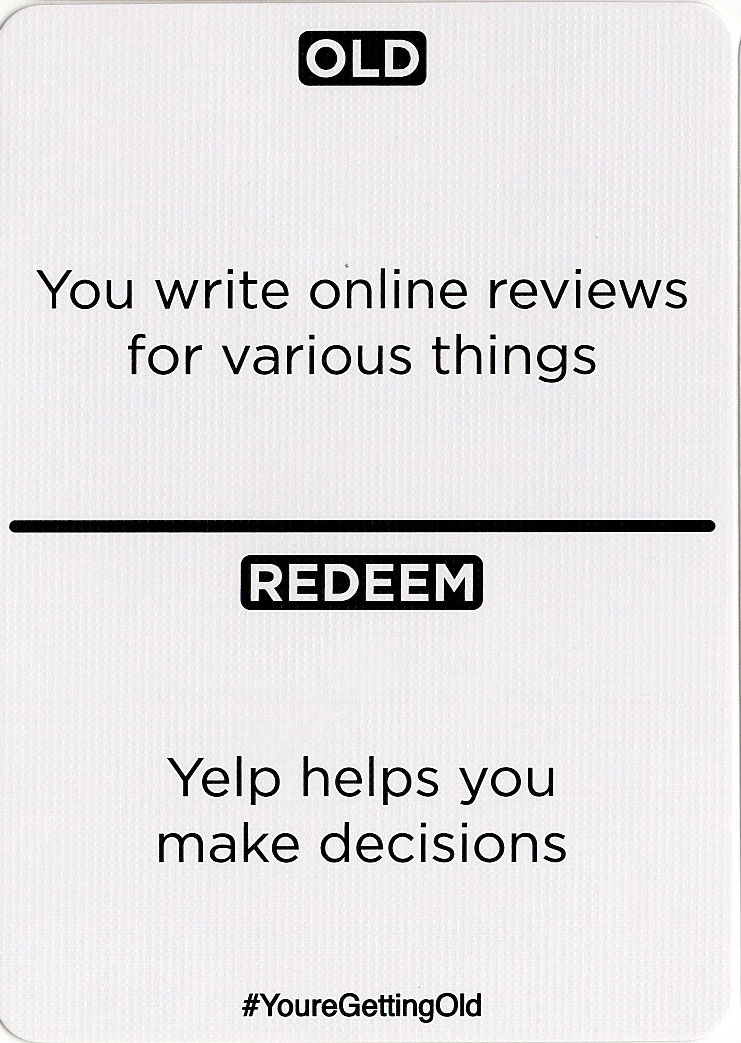 OLD
You write online reviews
for various things
REDEEM
Yelp helps you
make decisions
#YoureGettingOld